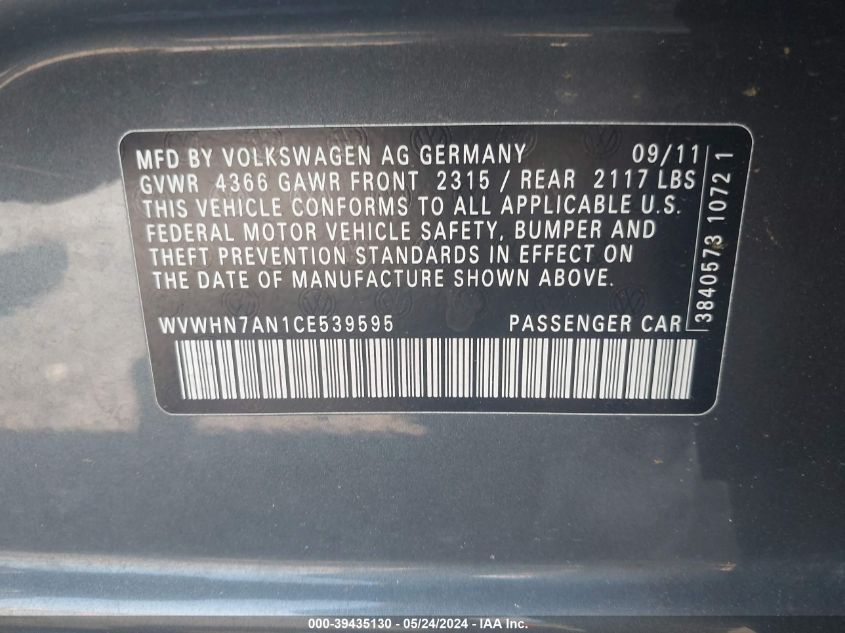 MFD BY VOLKSWAGEN AG GERMANY 09/11
GVWR 4366 GAWR FRONT 2315 / REAR 2117 LBS
THIS VEHICLE CONFORMS TO ALL APPLICABLE U.S.
FEDERAL MOTOR VEHICLE SAFETY, BUMPER AND
THEFT PREVENTION STANDARDS IN EFFECT ON
THE DATE OF MANUFACTURE SHOWN ABOVE.
WVWHN7AN1CE539595 PASSENGER CAR
3840573 10721
000-39435130 - 05/24/2024 - IAA Inc.